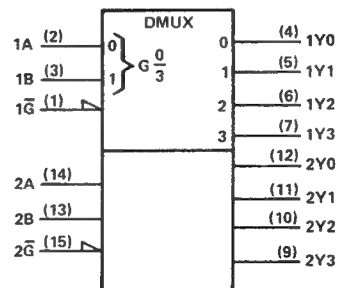 DMUX
1A (2) 0 0 (4) 1Y0
1B (3) 1 G 0/3 1 (5) 1Y1
1G̅ (1) 2 (6) 1Y2
3 (7) 1Y3
(12) 2Y0
2A (14) (11) 2Y1
2B (13) (10) 2Y2
2G̅ (15) (9) 2Y3